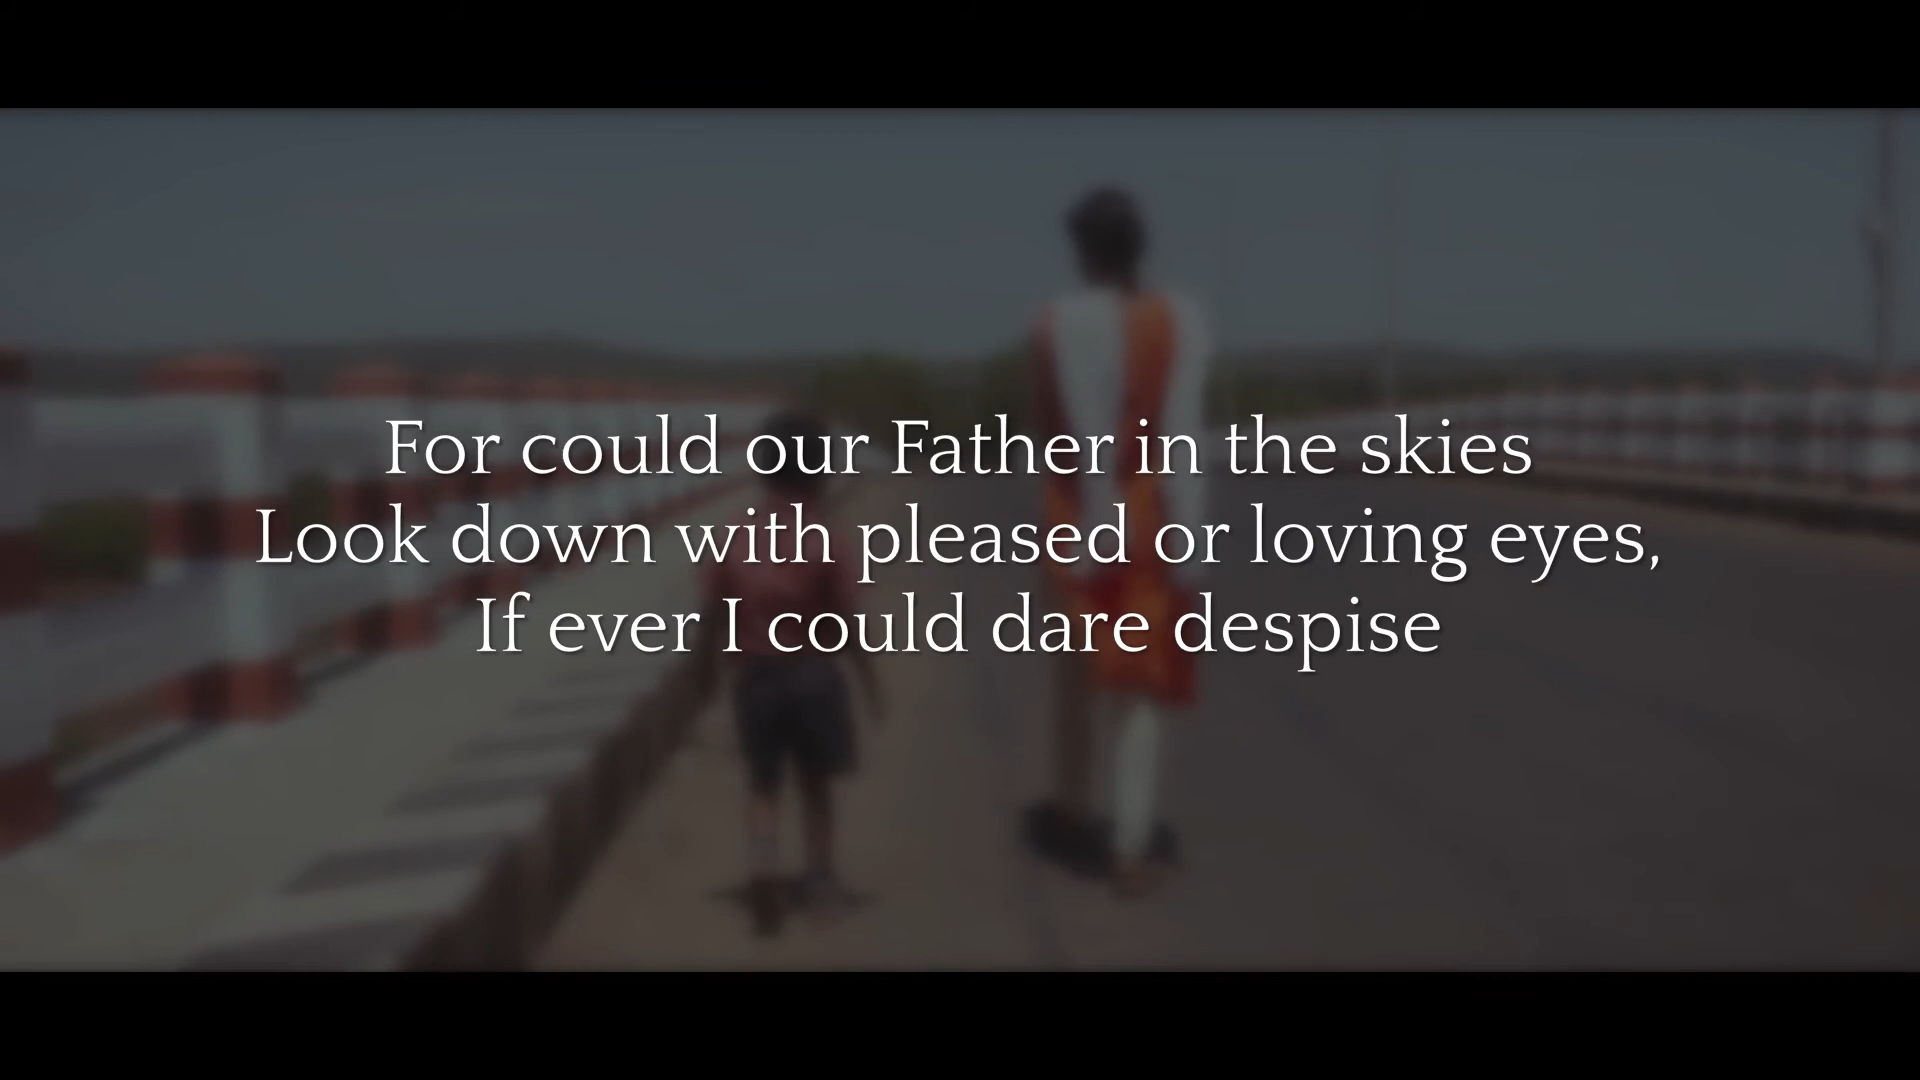 For could our Father in the skies
Look down with pleased or loving eyes,
If ever I could dare despise